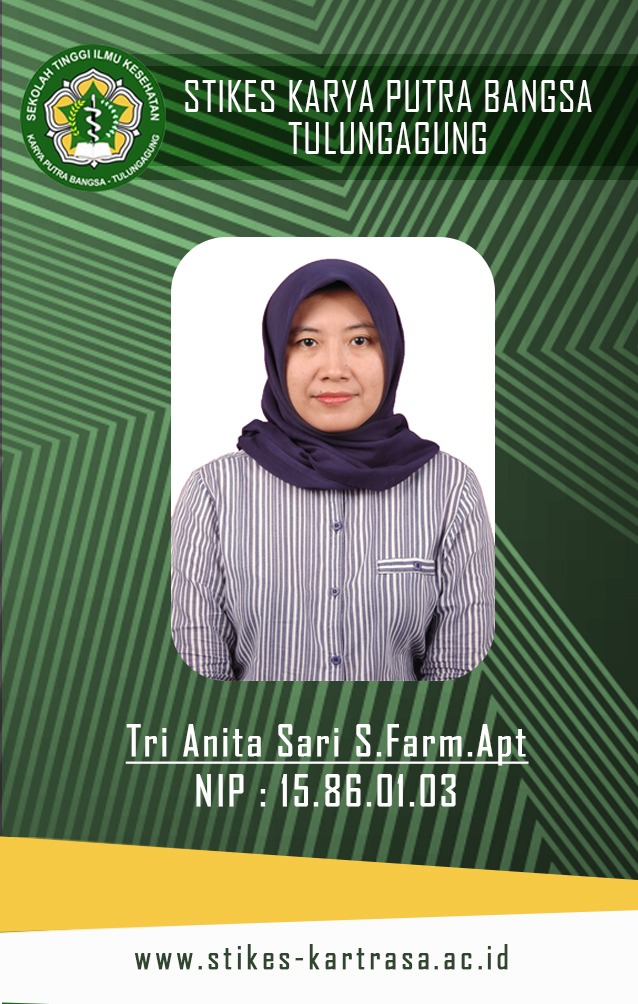 SEKOLAH TINGGI ILMU KESEHATAN
KARYA PUTRA BANGSA - TULUNGAGUNG
STIKES KARYA PUTRA BANGSA
TULUNGAGUNG
Tri Anita Sari S.Farm.Apt
NIP : 15.86.01.03
www.stikes-kartrasa.ac.id